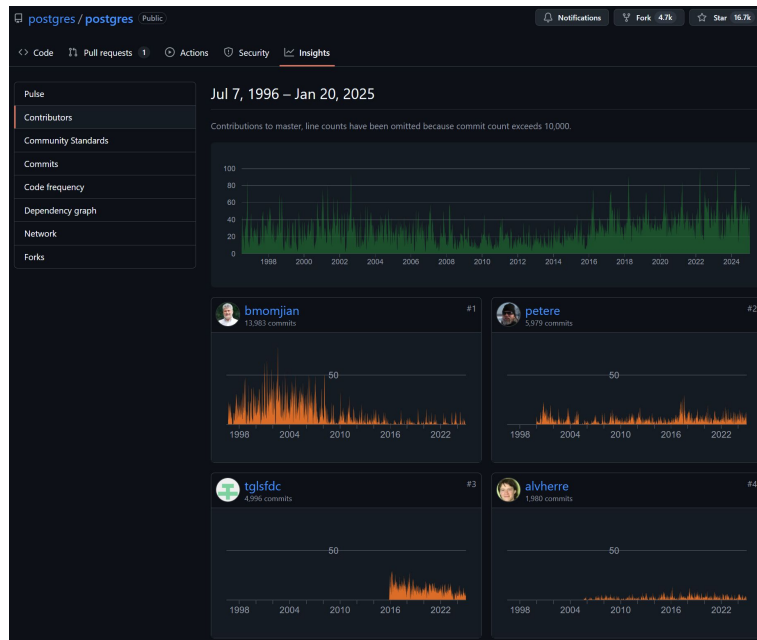 postgres / postgres Public
Notifications Fork 4.7k Star 16.7k
Code Pull requests 1 Actions Security Insights
Pulse
Contributors
Community Standards
Commits
Code frequency
Dependency graph
Network
Forks
Jul 7, 1996 – Jan 20, 2025
Contributions to master, line counts have been omitted because commit count exceeds 10,000.
100
80
60
40
20
0
1998 2000 2002 2004 2006 2008 2010 2012 2014 2016 2018 2020 2022 2024
bmomjian #1
13,983 commits
50
1998 2004 2010 2016 2022
petere #2
5,979 commits
50
1998 2004 2010 2016 2022
tglsfdc #3
4,996 commits
50
1998 2004 2010 2016 2022
alvherre #4
1,980 commits
50
1998 2004 2010 2016 2022